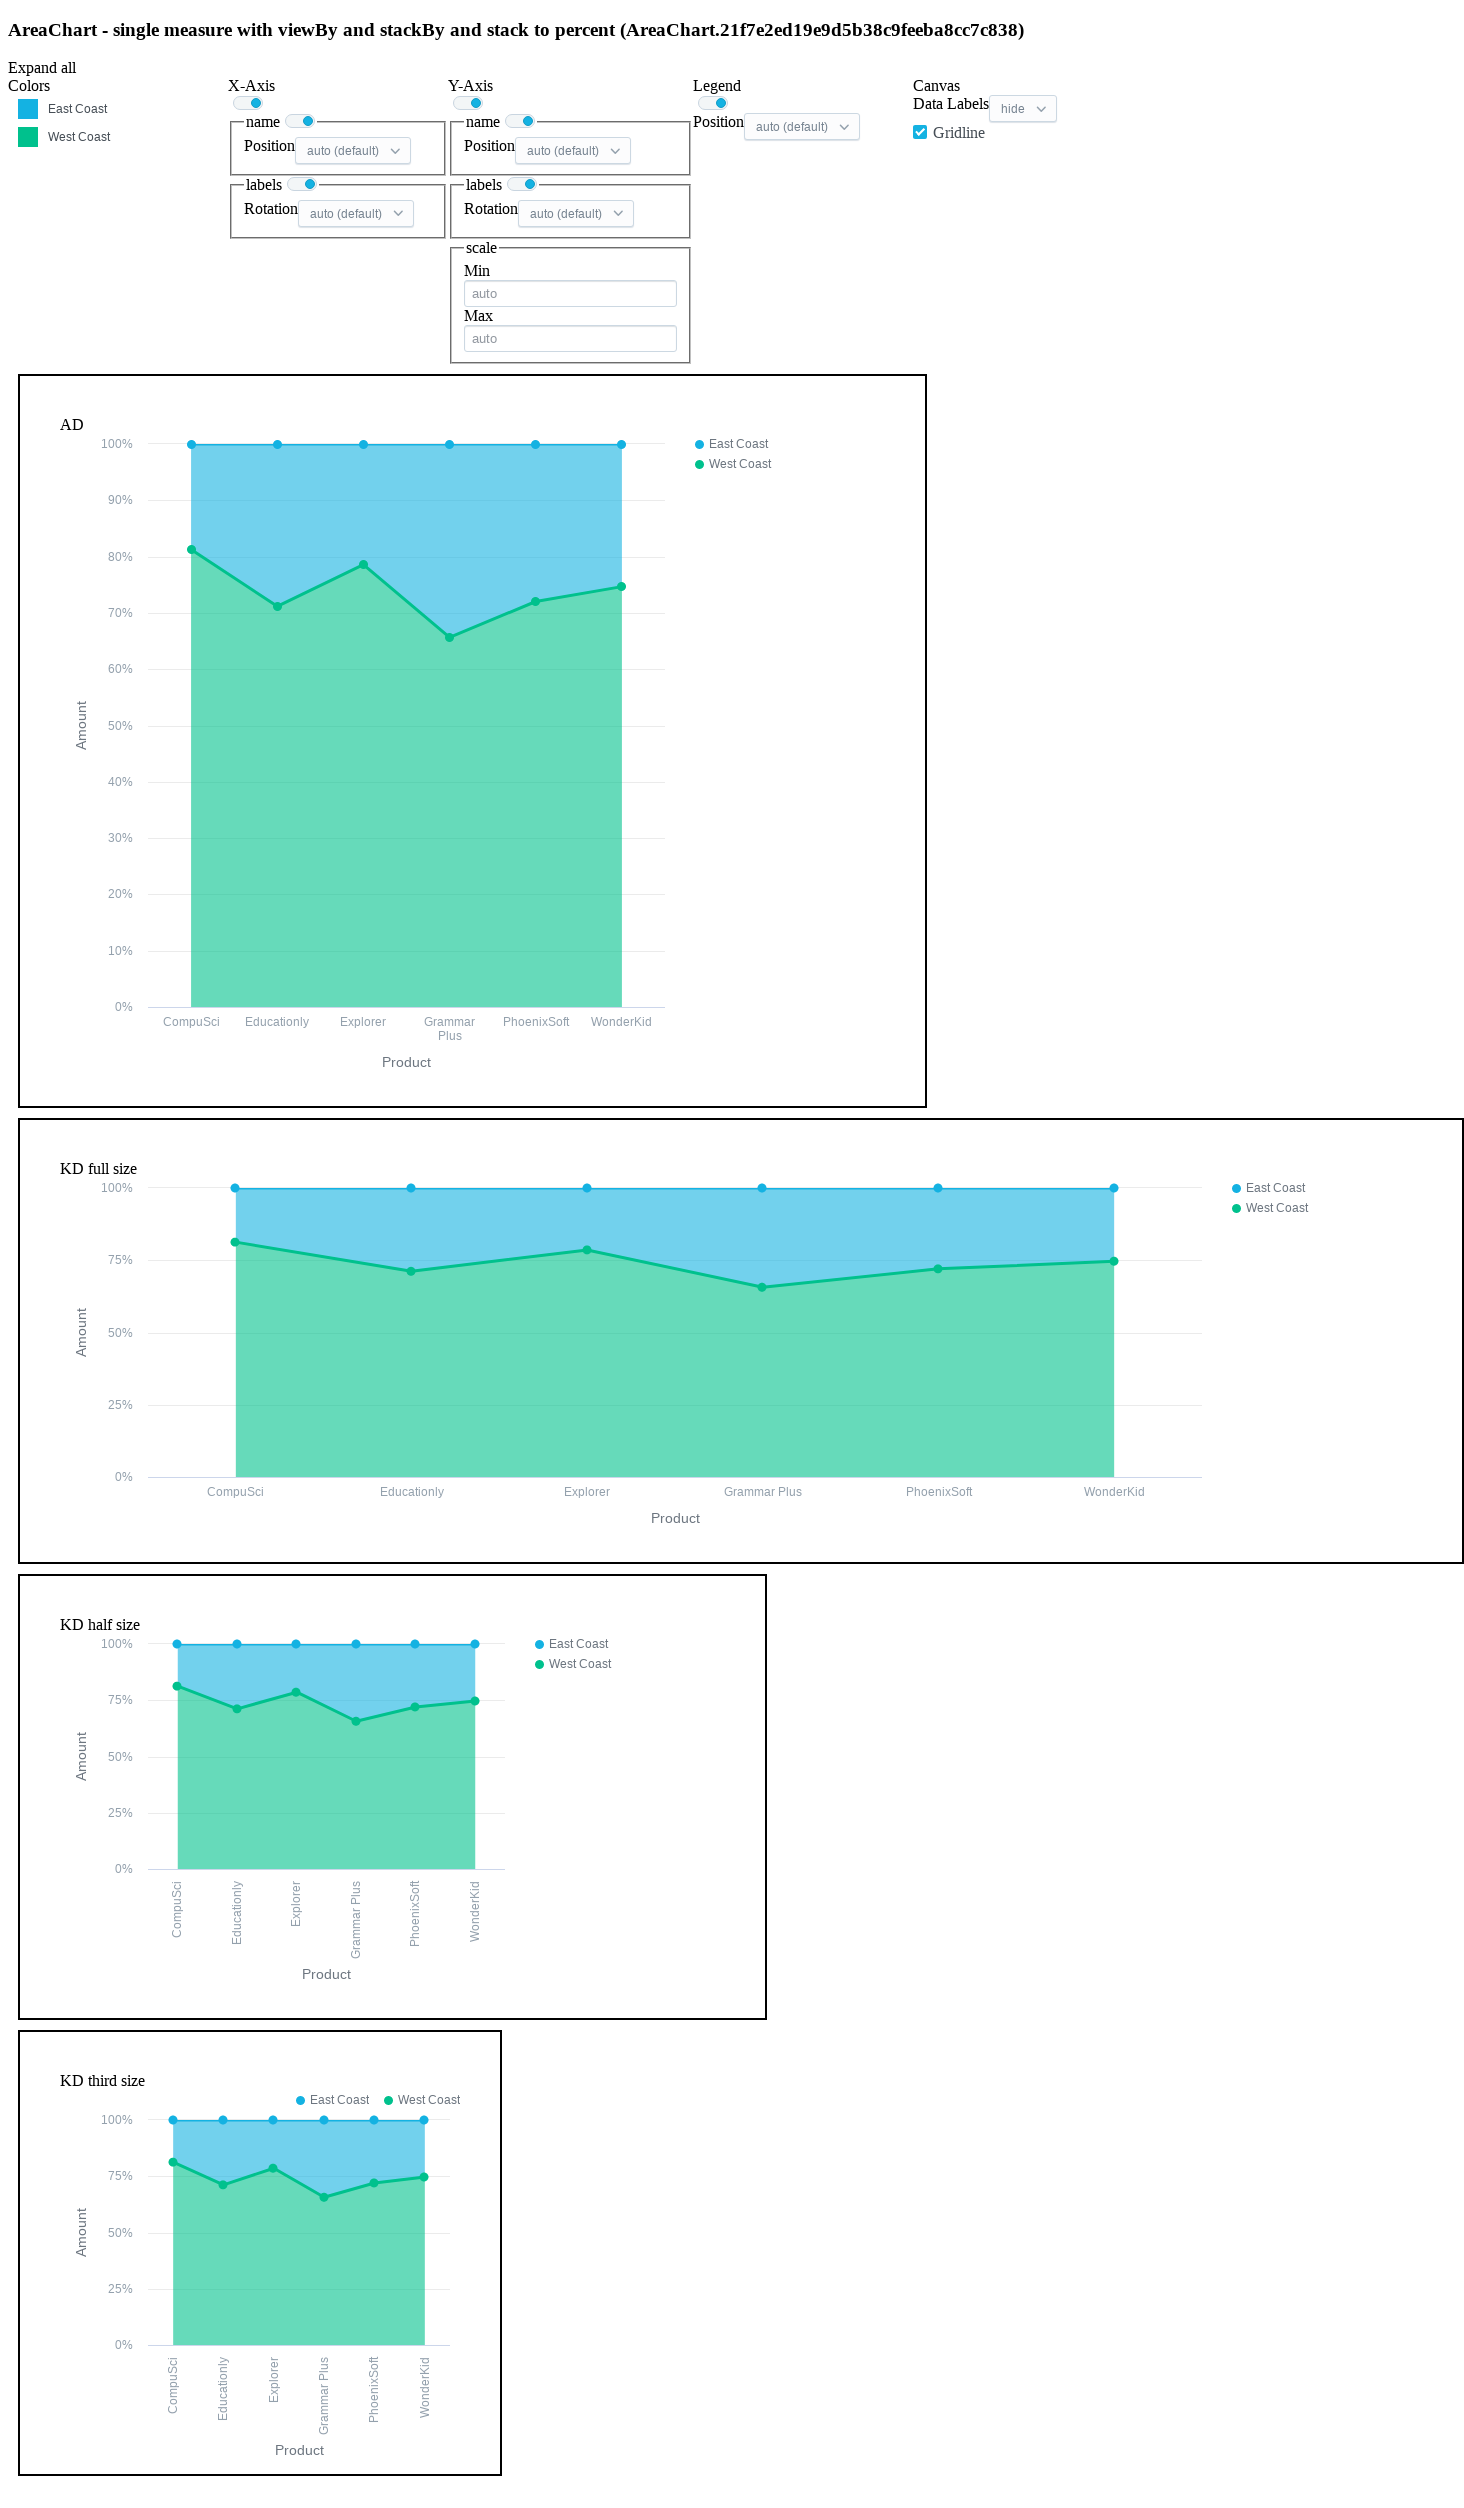 AreaChart - single measure with viewBy and stackBy and stack to percent (AreaChart.21f7e2ed19e9d5b38c9feeba8cc7c838)
Expand all
Colors
East Coast
West Coast
X-Axis
name
Position auto (default)
labels
Rotation auto (default)
Y-Axis
name
Position auto (default)
labels
Rotation auto (default)
scale
Min
auto
Max
auto
Legend
Position auto (default)
Canvas
Data Labels hide
Gridline
AD
100%
90%
80%
70%
60%
50%
40%
30%
20%
10%
0%
Amount
CompuSci Educationly Explorer Grammar PhoenixSoft WonderKid
Plus
Product
East Coast
West Coast
KD full size
100%
75%
50%
25%
0%
Amount
CompuSci Educationly Explorer Grammar Plus PhoenixSoft WonderKid
Product
East Coast
West Coast
KD half size
100%
75%
50%
25%
0%
Amount
CompuSci
Educationly
Explorer
Grammar Plus
PhoenixSoft
WonderKid
Product
East Coast
West Coast
KD third size
East Coast West Coast
100%
75%
50%
25%
0%
Amount
CompuSci
Educationly
Explorer
Grammar Plus
PhoenixSoft
WonderKid
Product